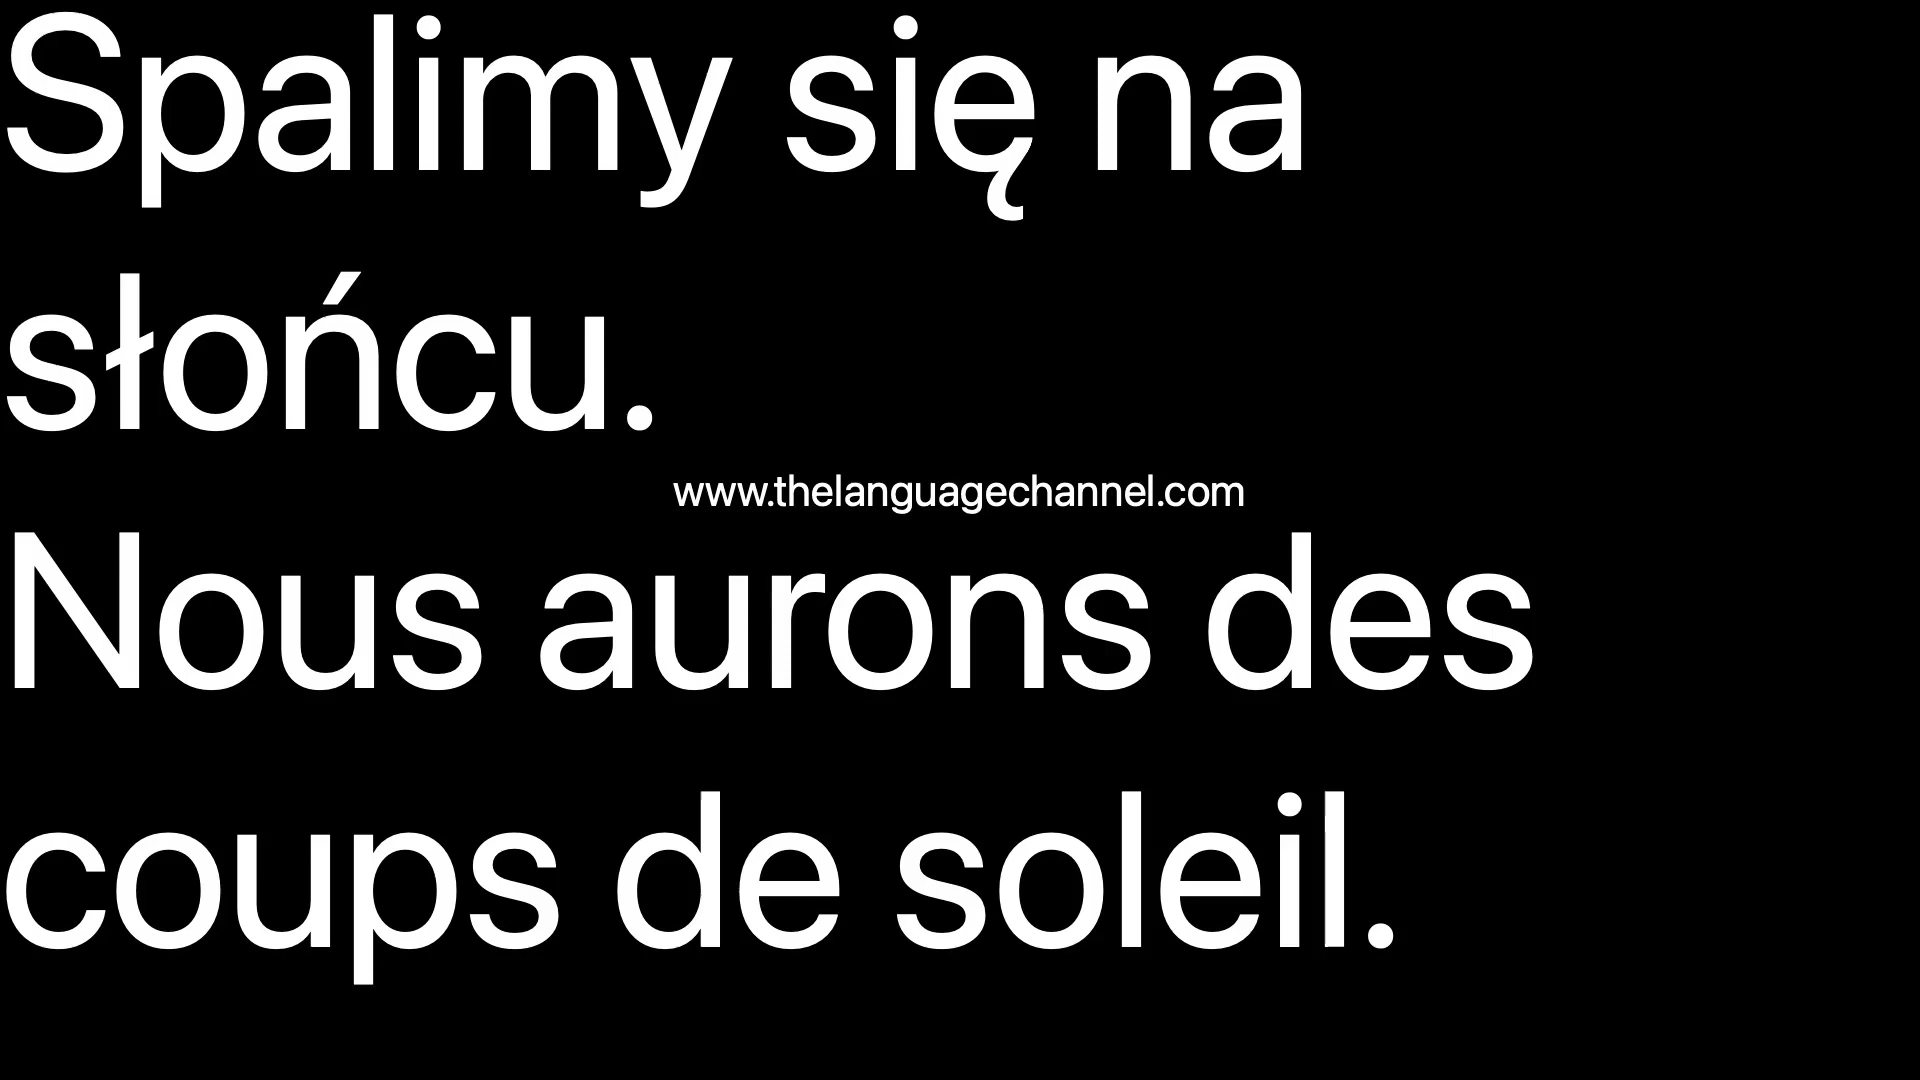 Spalimy się na
słońcu.
www.thelanguagechannel.com
Nous aurons des
coups de soleil.